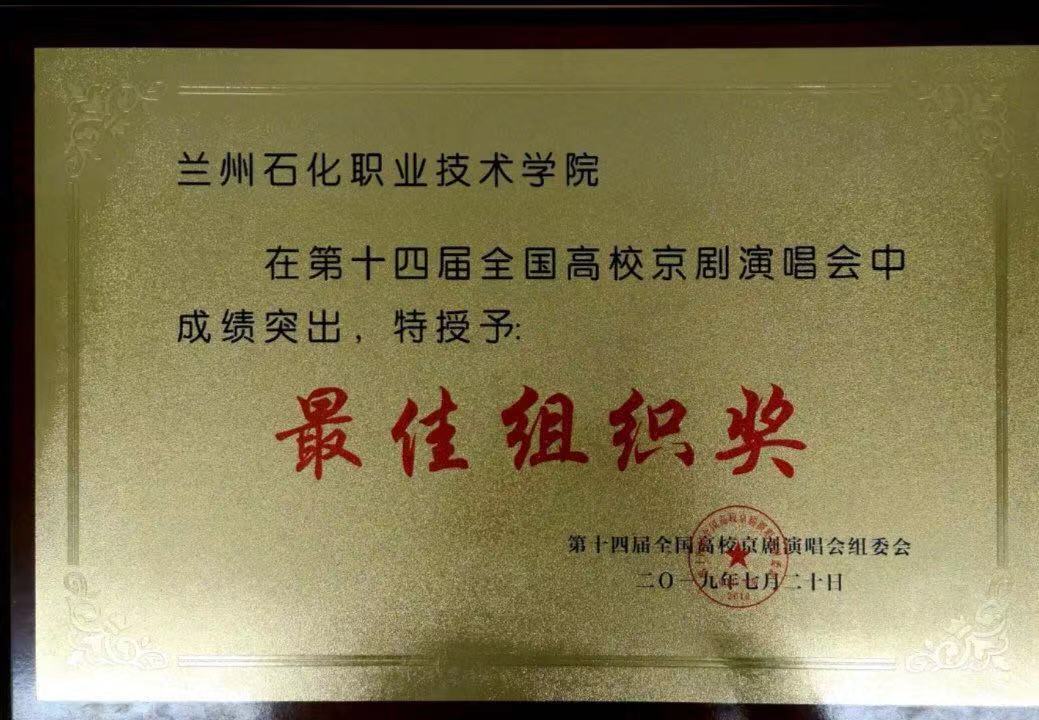 兰州石化职业技术学院
在第十四届全国高校京剧演唱会中
成绩突出，特授予:
最佳组织奖
第十四届全国高校京剧演唱会组委会
二〇一九年七月二十日